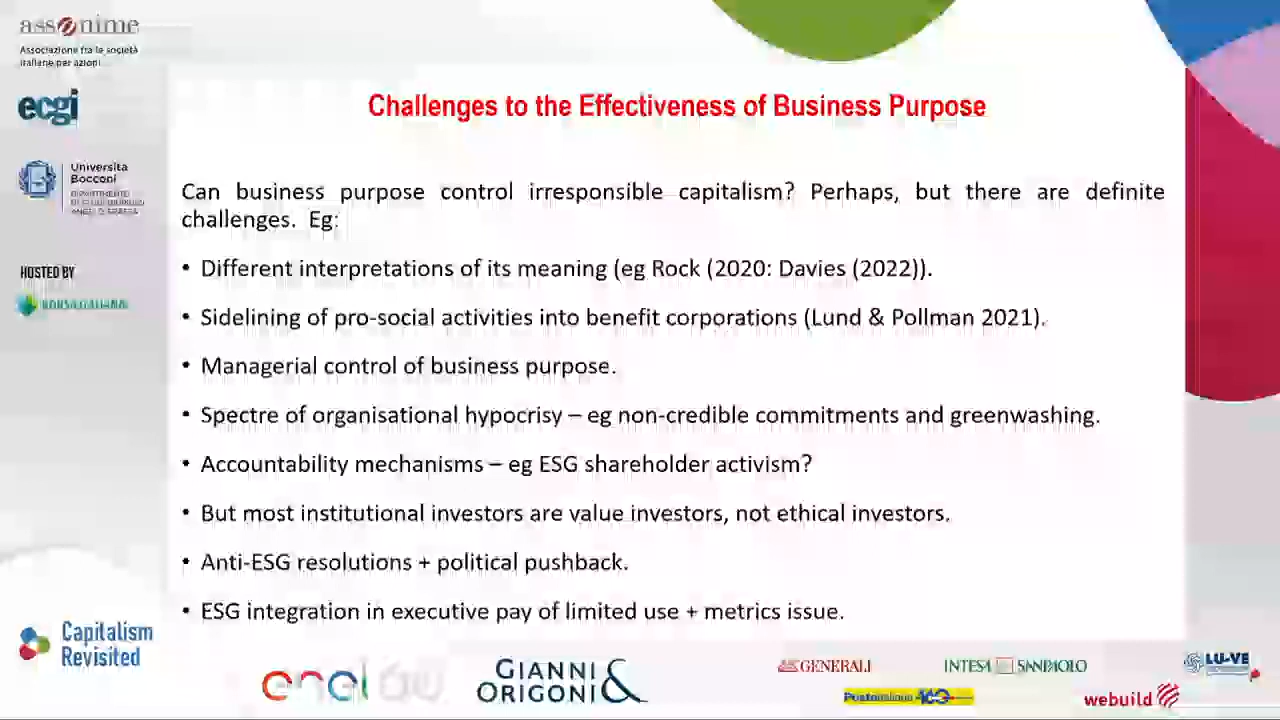 assonime
Associazione fra le società
italiane per azioni
ecgi
Università
Bocconi
HOSTED BY
Challenges to the Effectiveness of Business Purpose
Can business purpose control irresponsible capitalism? Perhaps, but there are definite
challenges. Eg:
• Different interpretations of its meaning (eg Rock (2020: Davies (2022)).
• Sidelining of pro-social activities into benefit corporations (Lund & Pollman 2021).
• Managerial control of business purpose.
• Spectre of organisational hypocrisy – eg non-credible commitments and greenwashing.
• Accountability mechanisms – eg ESG shareholder activism?
• But most institutional investors are value investors, not ethical investors.
• Anti-ESG resolutions + political pushback.
• ESG integration in executive pay of limited use + metrics issue.
Capitalism
Revisited
enel 60
GIANNI &
ORIGONI
GENERALI
INTESA SANPAOLO
LU-VE
Posteitaliane 160
webuild